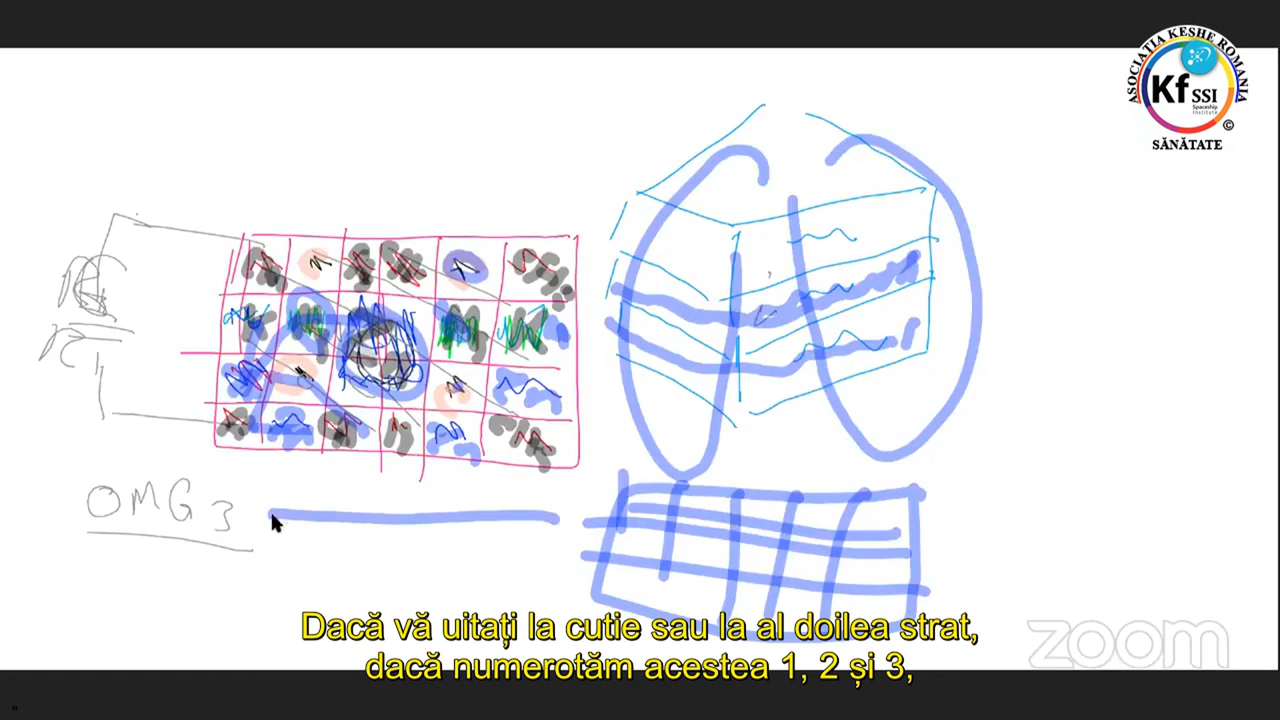 ASOCIAȚIA KESHE ROMANIA
Kf SSI
Spaceship
Institute
©
SĂNĂTATE
OMG 3
Dacă vă uitați la cutie sau la al doilea strat,
dacă numerotăm acestea 1, 2 și 3,
zoom